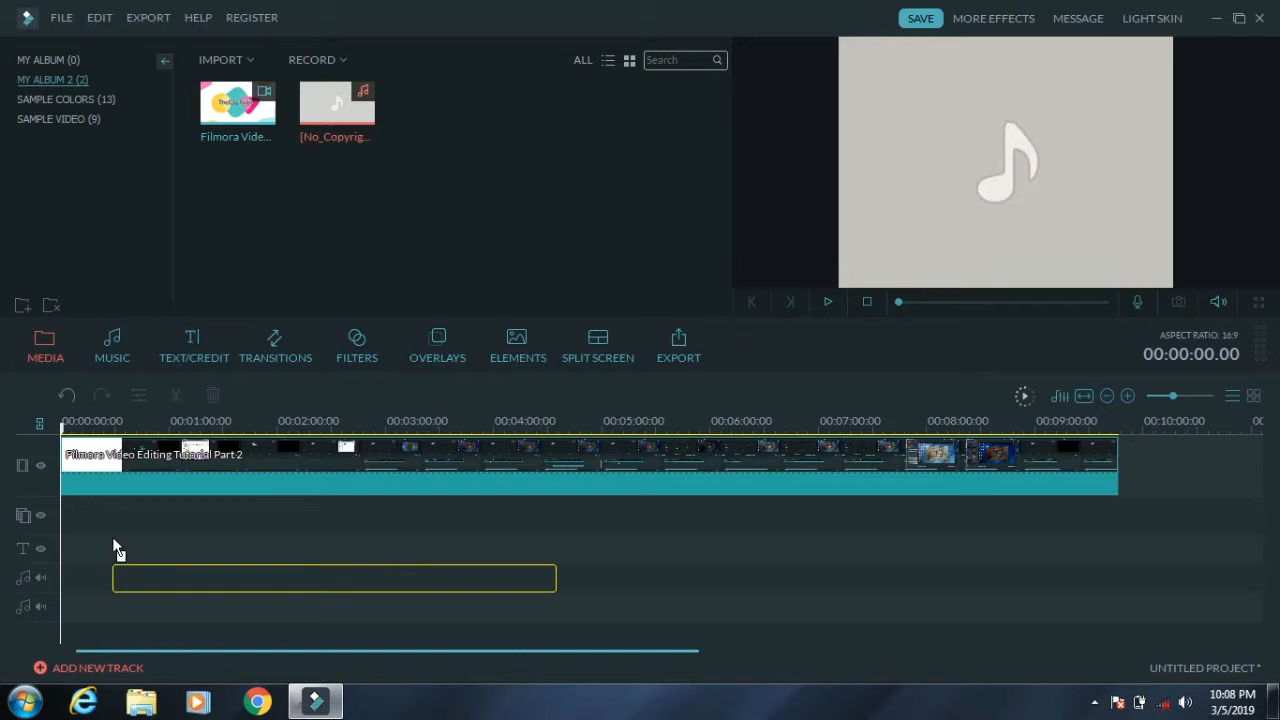 FILE EDIT EXPORT HELP REGISTER SAVE MORE EFFECTS MESSAGE LIGHT SKIN
MY ALBUM (0) IMPORT RECORD ALL Search
MY ALBUM 2 (2)
SAMPLE COLORS (13)
SAMPLE VIDEO (9)
Filmora Vide... [No_Copyrig...
MEDIA MUSIC TEXT/CREDIT TRANSITIONS FILTERS OVERLAYS ELEMENTS SPLIT SCREEN EXPORT
ASPECT RATIO: 16:9
00:00:00.00
00:00:00:00 00:01:00:00 00:02:00:00 00:03:00:00 00:04:00:00 00:05:00:00 00:06:00:00 00:07:00:00 00:08:00:00 00:09:00:00 00:10:00:00
Filmora Video Editing Tutorial Part 2
ADD NEW TRACK UNTITLED PROJECT *
10:08 PM
3/5/2019